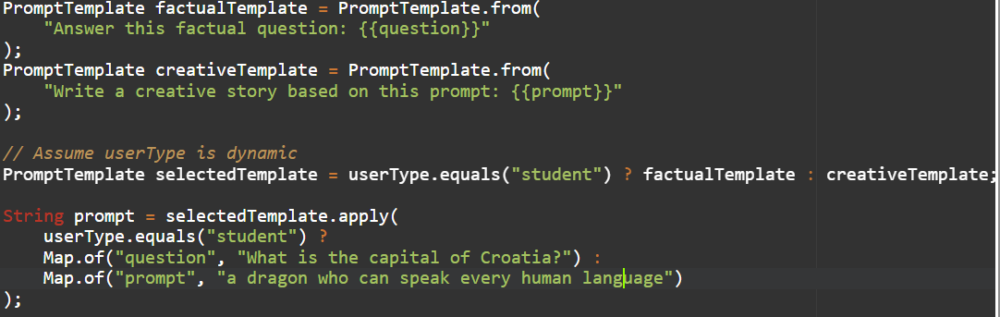 PromptTemplate factualTemplate = PromptTemplate.from(
    "Answer this factual question: {{question}}"
);
PromptTemplate creativeTemplate = PromptTemplate.from(
    "Write a creative story based on this prompt: {{prompt}}"
);

// Assume userType is dynamic
PromptTemplate selectedTemplate = userType.equals("student") ? factualTemplate : creativeTemplate;

String prompt = selectedTemplate.apply(
    userType.equals("student") ?
    Map.of("question", "What is the capital of Croatia?") :
    Map.of("prompt", "a dragon who can speak every human language")
);